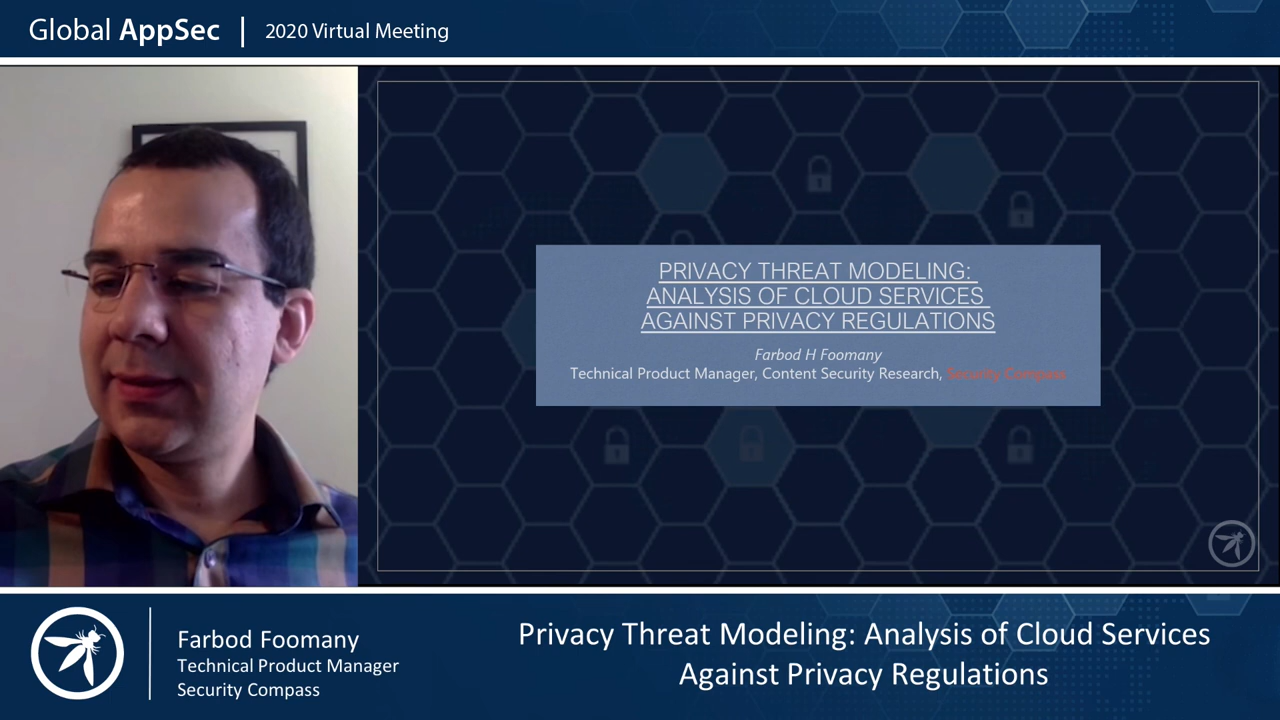 Global AppSec | 2020 Virtual Meeting
PRIVACY THREAT MODELING:
ANALYSIS OF CLOUD SERVICES
AGAINST PRIVACY REGULATIONS
Farbod H Foomany
Technical Product Manager, Content Security Research, Security Compass
Farbod Foomany
Technical Product Manager
Security Compass
Privacy Threat Modeling: Analysis of Cloud Services
Against Privacy Regulations